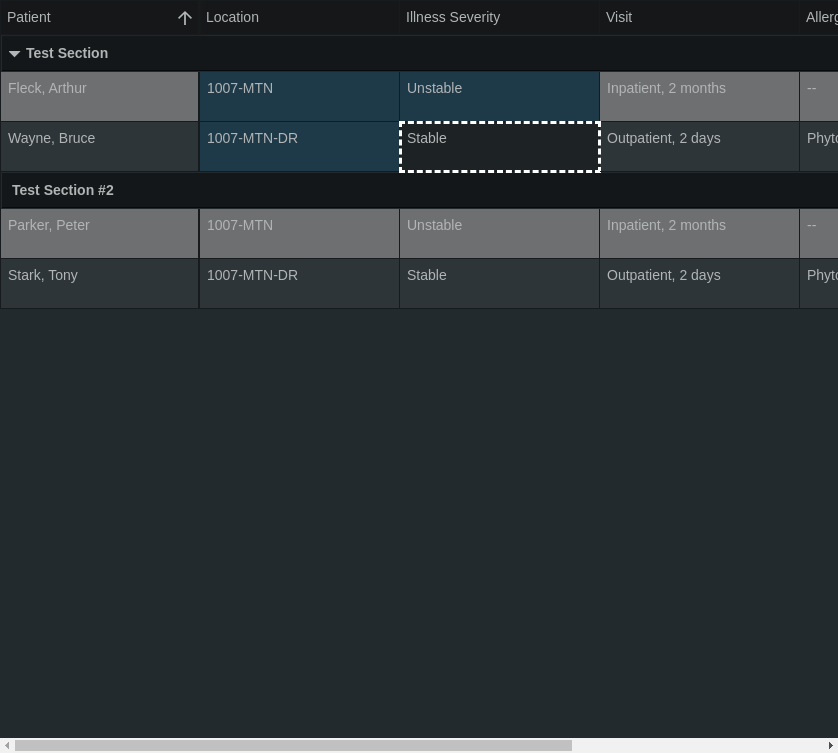 Patient Location Illness Severity Visit Allerg
Test Section
Fleck, Arthur 1007-MTN Unstable Inpatient, 2 months --
Wayne, Bruce 1007-MTN-DR Stable Outpatient, 2 days Phyto
Test Section #2
Parker, Peter 1007-MTN Unstable Inpatient, 2 months --
Stark, Tony 1007-MTN-DR Stable Outpatient, 2 days Phyto